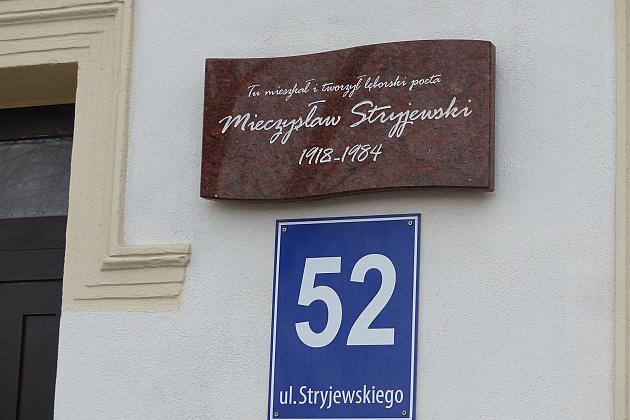 Tu mieszkał i tworzył lęborski poeta
Mieczysław Stryjewski
1918-1984
52
ul.Stryjewskiego